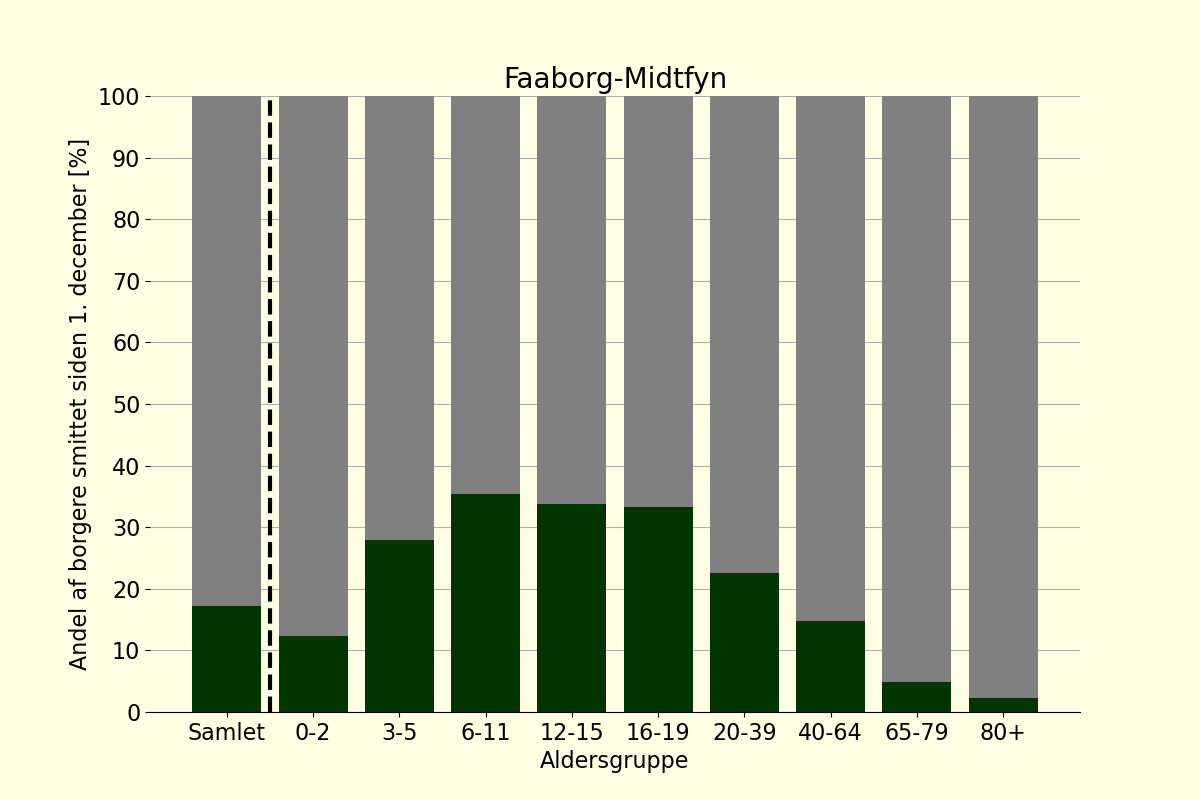 Faaborg-Midtfyn
Andel af borgere smittet siden 1. december [%]
100
90
80
70
60
50
40
30
20
10
0
Samlet 0-2 3-5 6-11 12-15 16-19 20-39 40-64 65-79 80+
Aldersgruppe